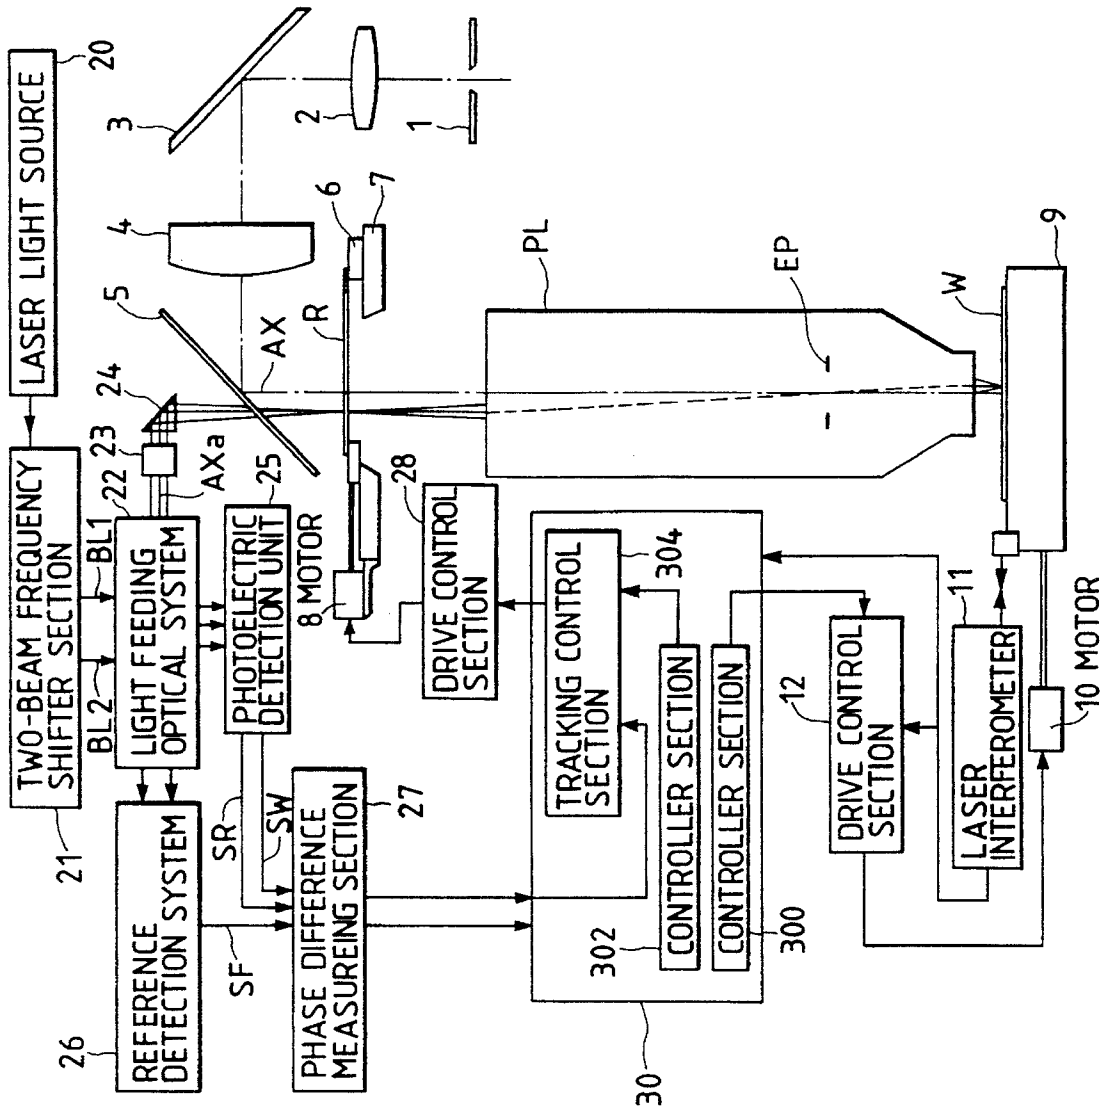 LASER LIGHT SOURCE
20
TWO-BEAM FREQUENCY
SHIFTER SECTION
21
BL1
BL2
22
23
24
LIGHT FEEDING
OPTICAL SYSTEM
AXa
REFERENCE
DETECTION SYSTEM
26
PHOTOELECTRIC
DETECTION UNIT
25
SR
SW
SF
PHASE DIFFERENCE
MEASUREING SECTION
27
3
2
1
4
5
AX
6
7
R
8 MOTOR
28
DRIVE CONTROL
SECTION
PL
EP
TRACKING CONTROL
SECTION
304
302
CONTROLLER SECTION
CONTROLLER SECTION
300
30
12
DRIVE CONTROL
SECTION
11
LASER
INTERFEROMETER
10 MOTOR
W
9